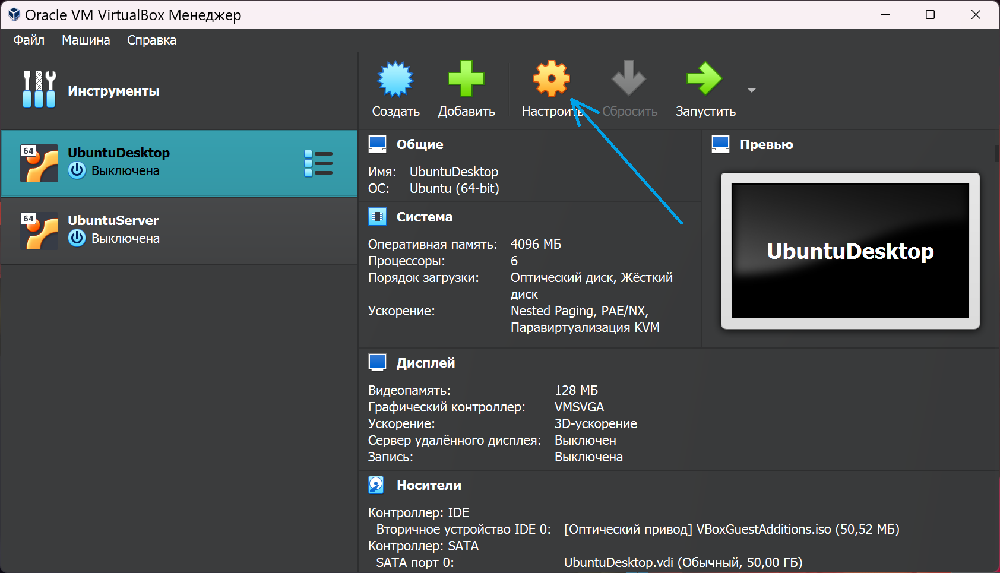 Oracle VM VirtualBox Менеджер
Файл Машина Справка
Инструменты
Создать Добавить Настроить Сбросить Запустить
64 UbuntuDesktop
Выключена
64 UbuntuServer
Выключена
Общие
Имя: UbuntuDesktop
ОС: Ubuntu (64-bit)
Превью
UbuntuDesktop
Система
Оперативная память: 4096 МБ
Процессоры: 6
Порядок загрузки: Оптический диск, Жёсткий
диск
Ускорение: Nested Paging, PAE/NX,
Паравиртуализация KVM
Дисплей
Видеопамять: 128 МБ
Графический контроллер: VMSVGA
Ускорение: 3D-ускорение
Сервер удалённого дисплея: Выключен
Запись: Выключена
Носители
Контроллер: IDE
Вторичное устройство IDE 0: [Оптический привод] VBoxGuestAdditions.iso (50,52 МБ)
Контроллер: SATA
SATA порт 0: UbuntuDesktop.vdi (Обычный, 50,00 ГБ)